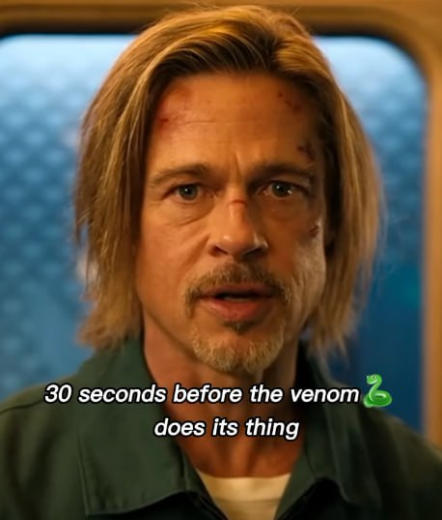 30 seconds before the venom🐍
does its thing